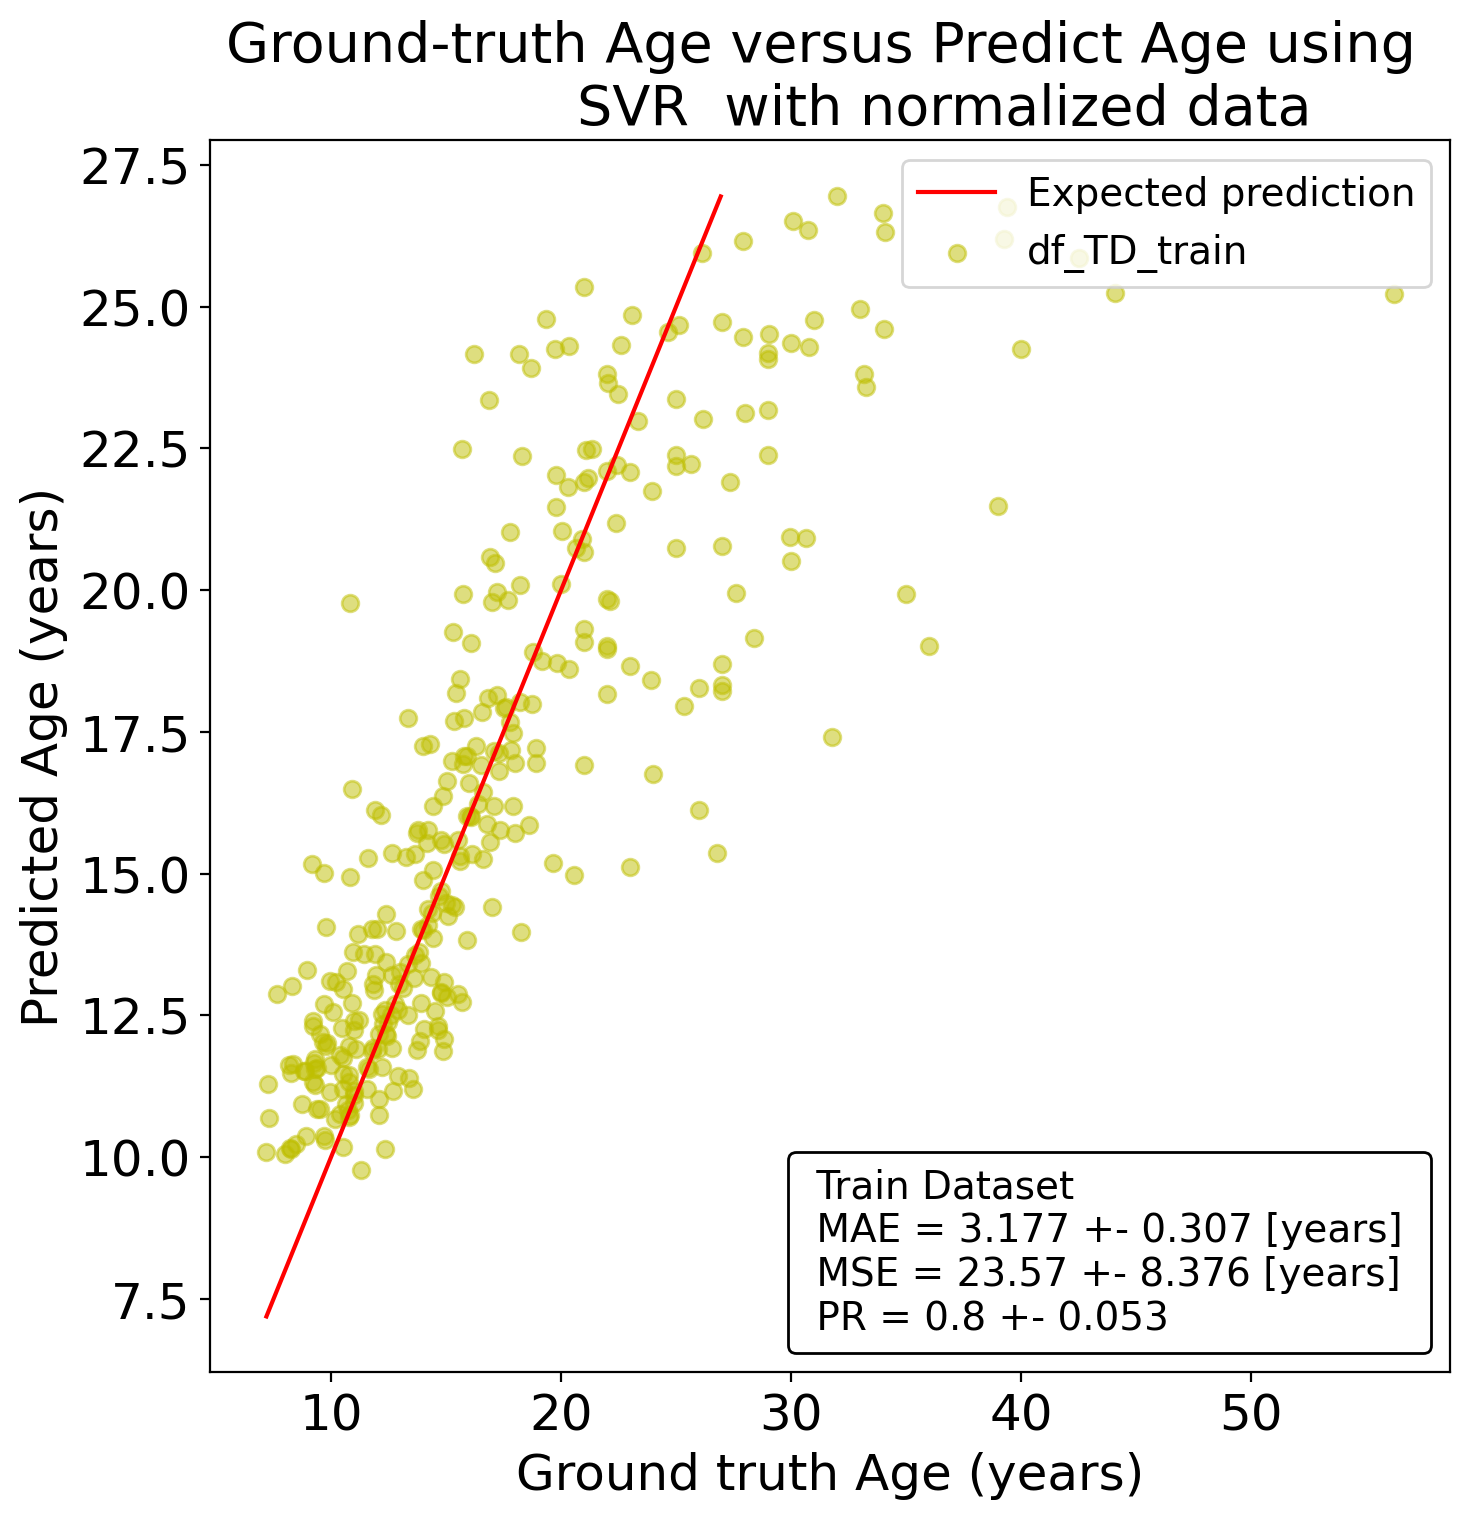 Ground-truth Age versus Predict Age using
SVR  with normalized data
27.5
25.0
22.5
20.0
17.5
15.0
12.5
10.0
7.5
Predicted Age (years)
Expected prediction
df_TD_train
Train Dataset
MAE = 3.177 +- 0.307 [years]
MSE = 23.57 +- 8.376 [years]
PR = 0.8 +- 0.053
10 20 30 40 50
Ground truth Age (years)